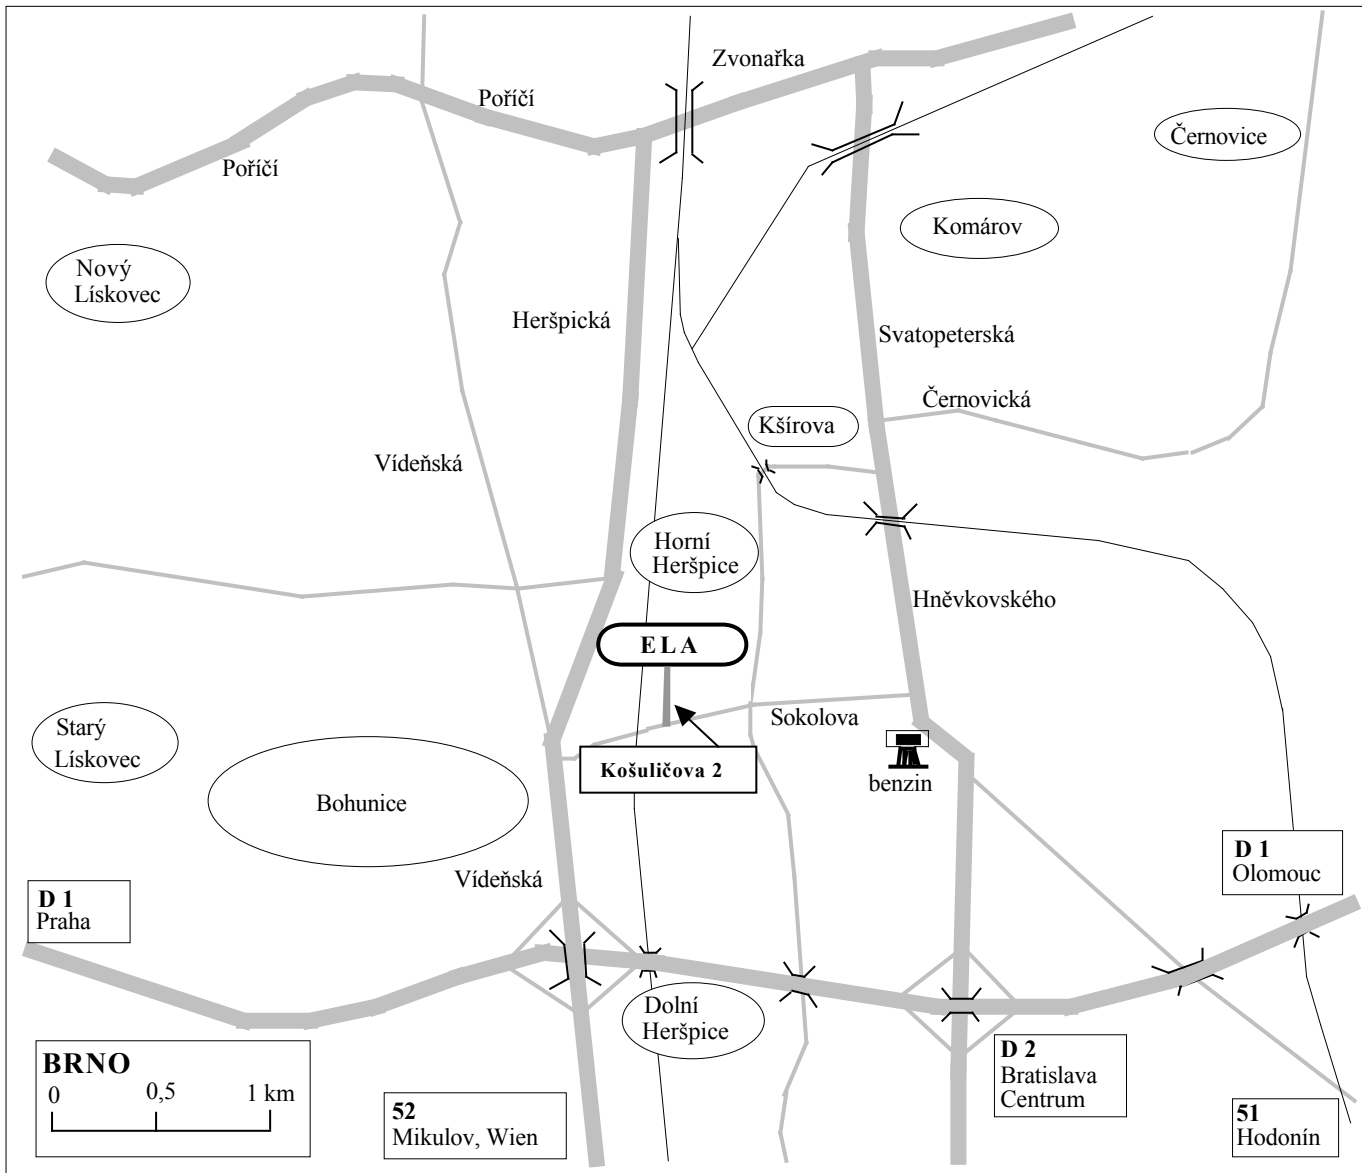 Zvonařka
Poříčí
Poříčí
Černovice
Komárov
Nový
Lískovec
Heršpická
Svatopeterská
Černovická
Kšírova
Vídeňská
Horní
Heršpice
Hněvkovského
ELA
Sokolova
Starý
Lískovec
Košuličova 2
benzin
Bohunice
Vídeňská
D 1
Olomouc
D 1
Praha
Dolní
Heršpice
D 2
Bratislava
Centrum
BRNO
0 0,5 1 km
52
Mikulov, Wien
51
Hodonín